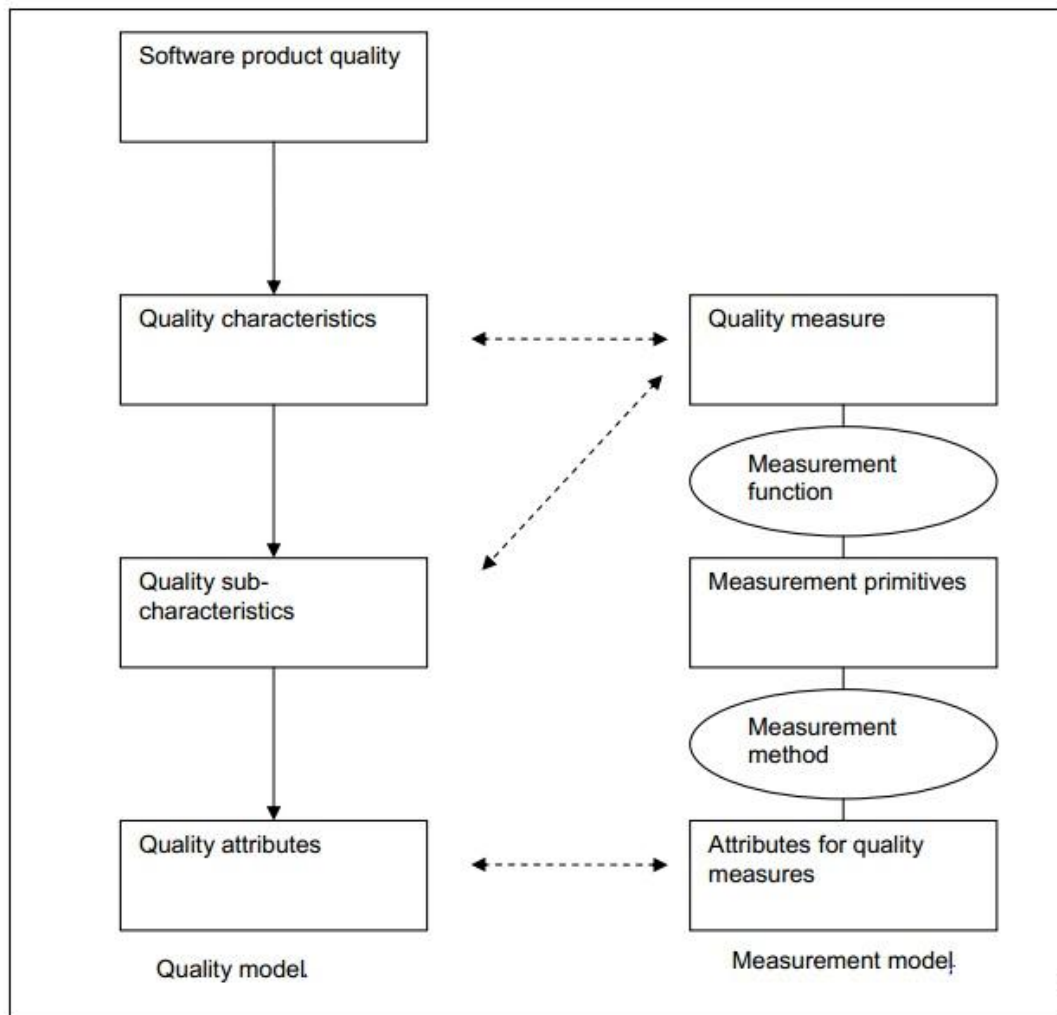 Software product quality
Quality characteristics
Quality measure
Measurement
function
Quality sub-
characteristics
Measurement primitives
Measurement
method
Quality attributes
Attributes for quality
measures
Quality model.
Measurement model.